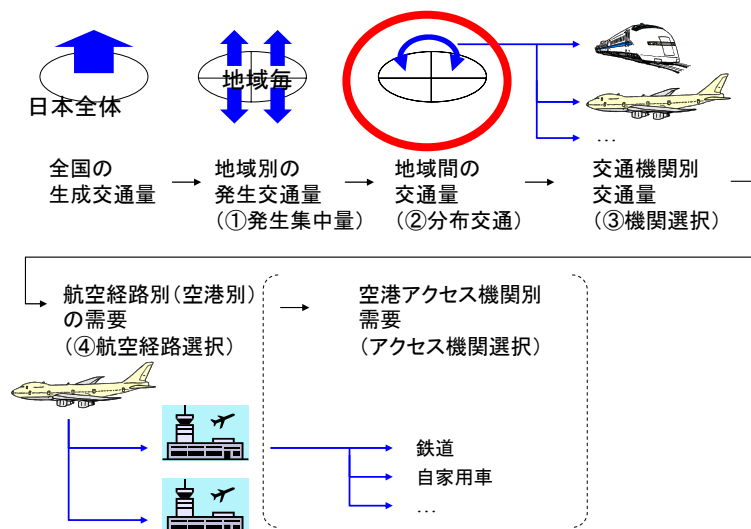 日本全体
地域毎
…
全国の
生成交通量
地域別の
発生交通量
(①発生集中量)
地域間の
交通量
(②分布交通)
交通機関別
交通量
(③機関選択)
航空経路別(空港別)
の需要
(④航空経路選択)
空港アクセス機関別
需要
(アクセス機関選択)
鉄道
自家用車
…